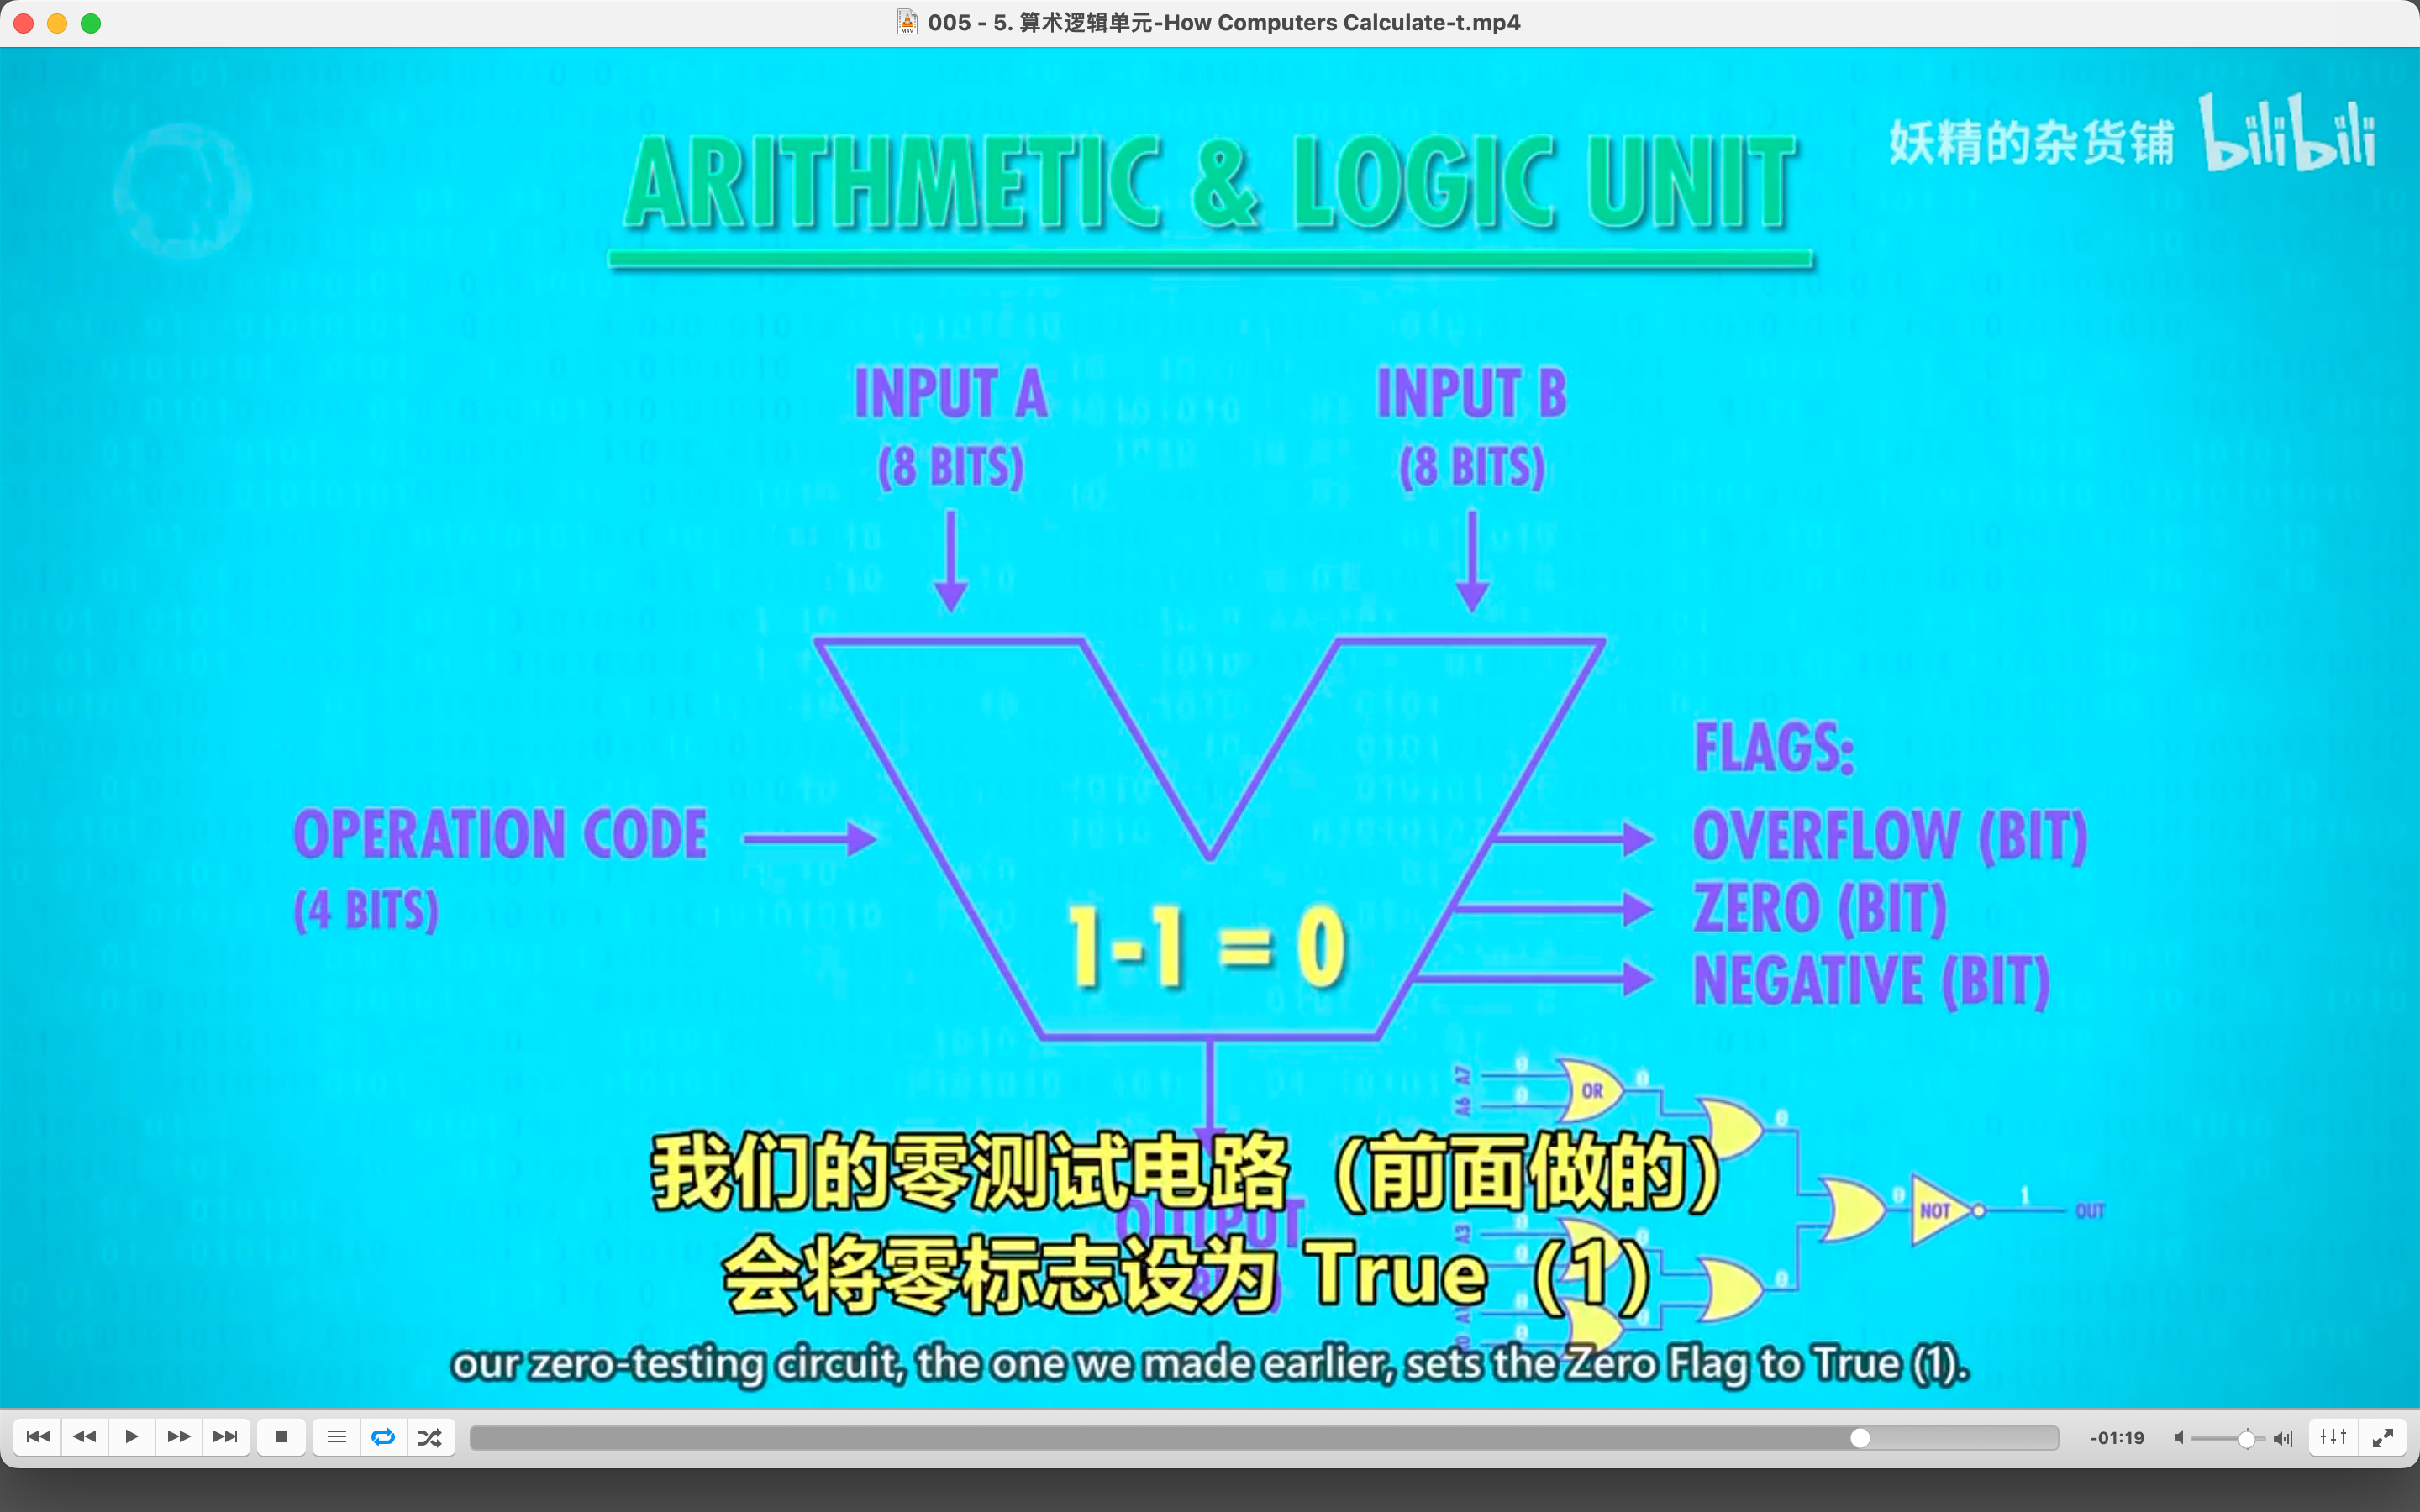 005 - 5. 算术逻辑单元-How Computers Calculate-t.mp4
妖精的杂货铺 bilibili
ARITHMETIC & LOGIC UNIT
INPUT A
(8 BITS)
INPUT B
(8 BITS)
FLAGS:
OPERATION CODE
(4 BITS)
OVERFLOW (BIT)
ZERO (BIT)
NEGATIVE (BIT)
1-1 = 0
A7 0
A6 0
OR 0
0
0 NOT 1 OUT
A3 0
0
0
0
0
0
OUTPUT
我们的零测试电路（前面做的）
会将零标志设为 True（1）
our zero-testing circuit, the one we made earlier, sets the Zero Flag to True (1).
-01:19